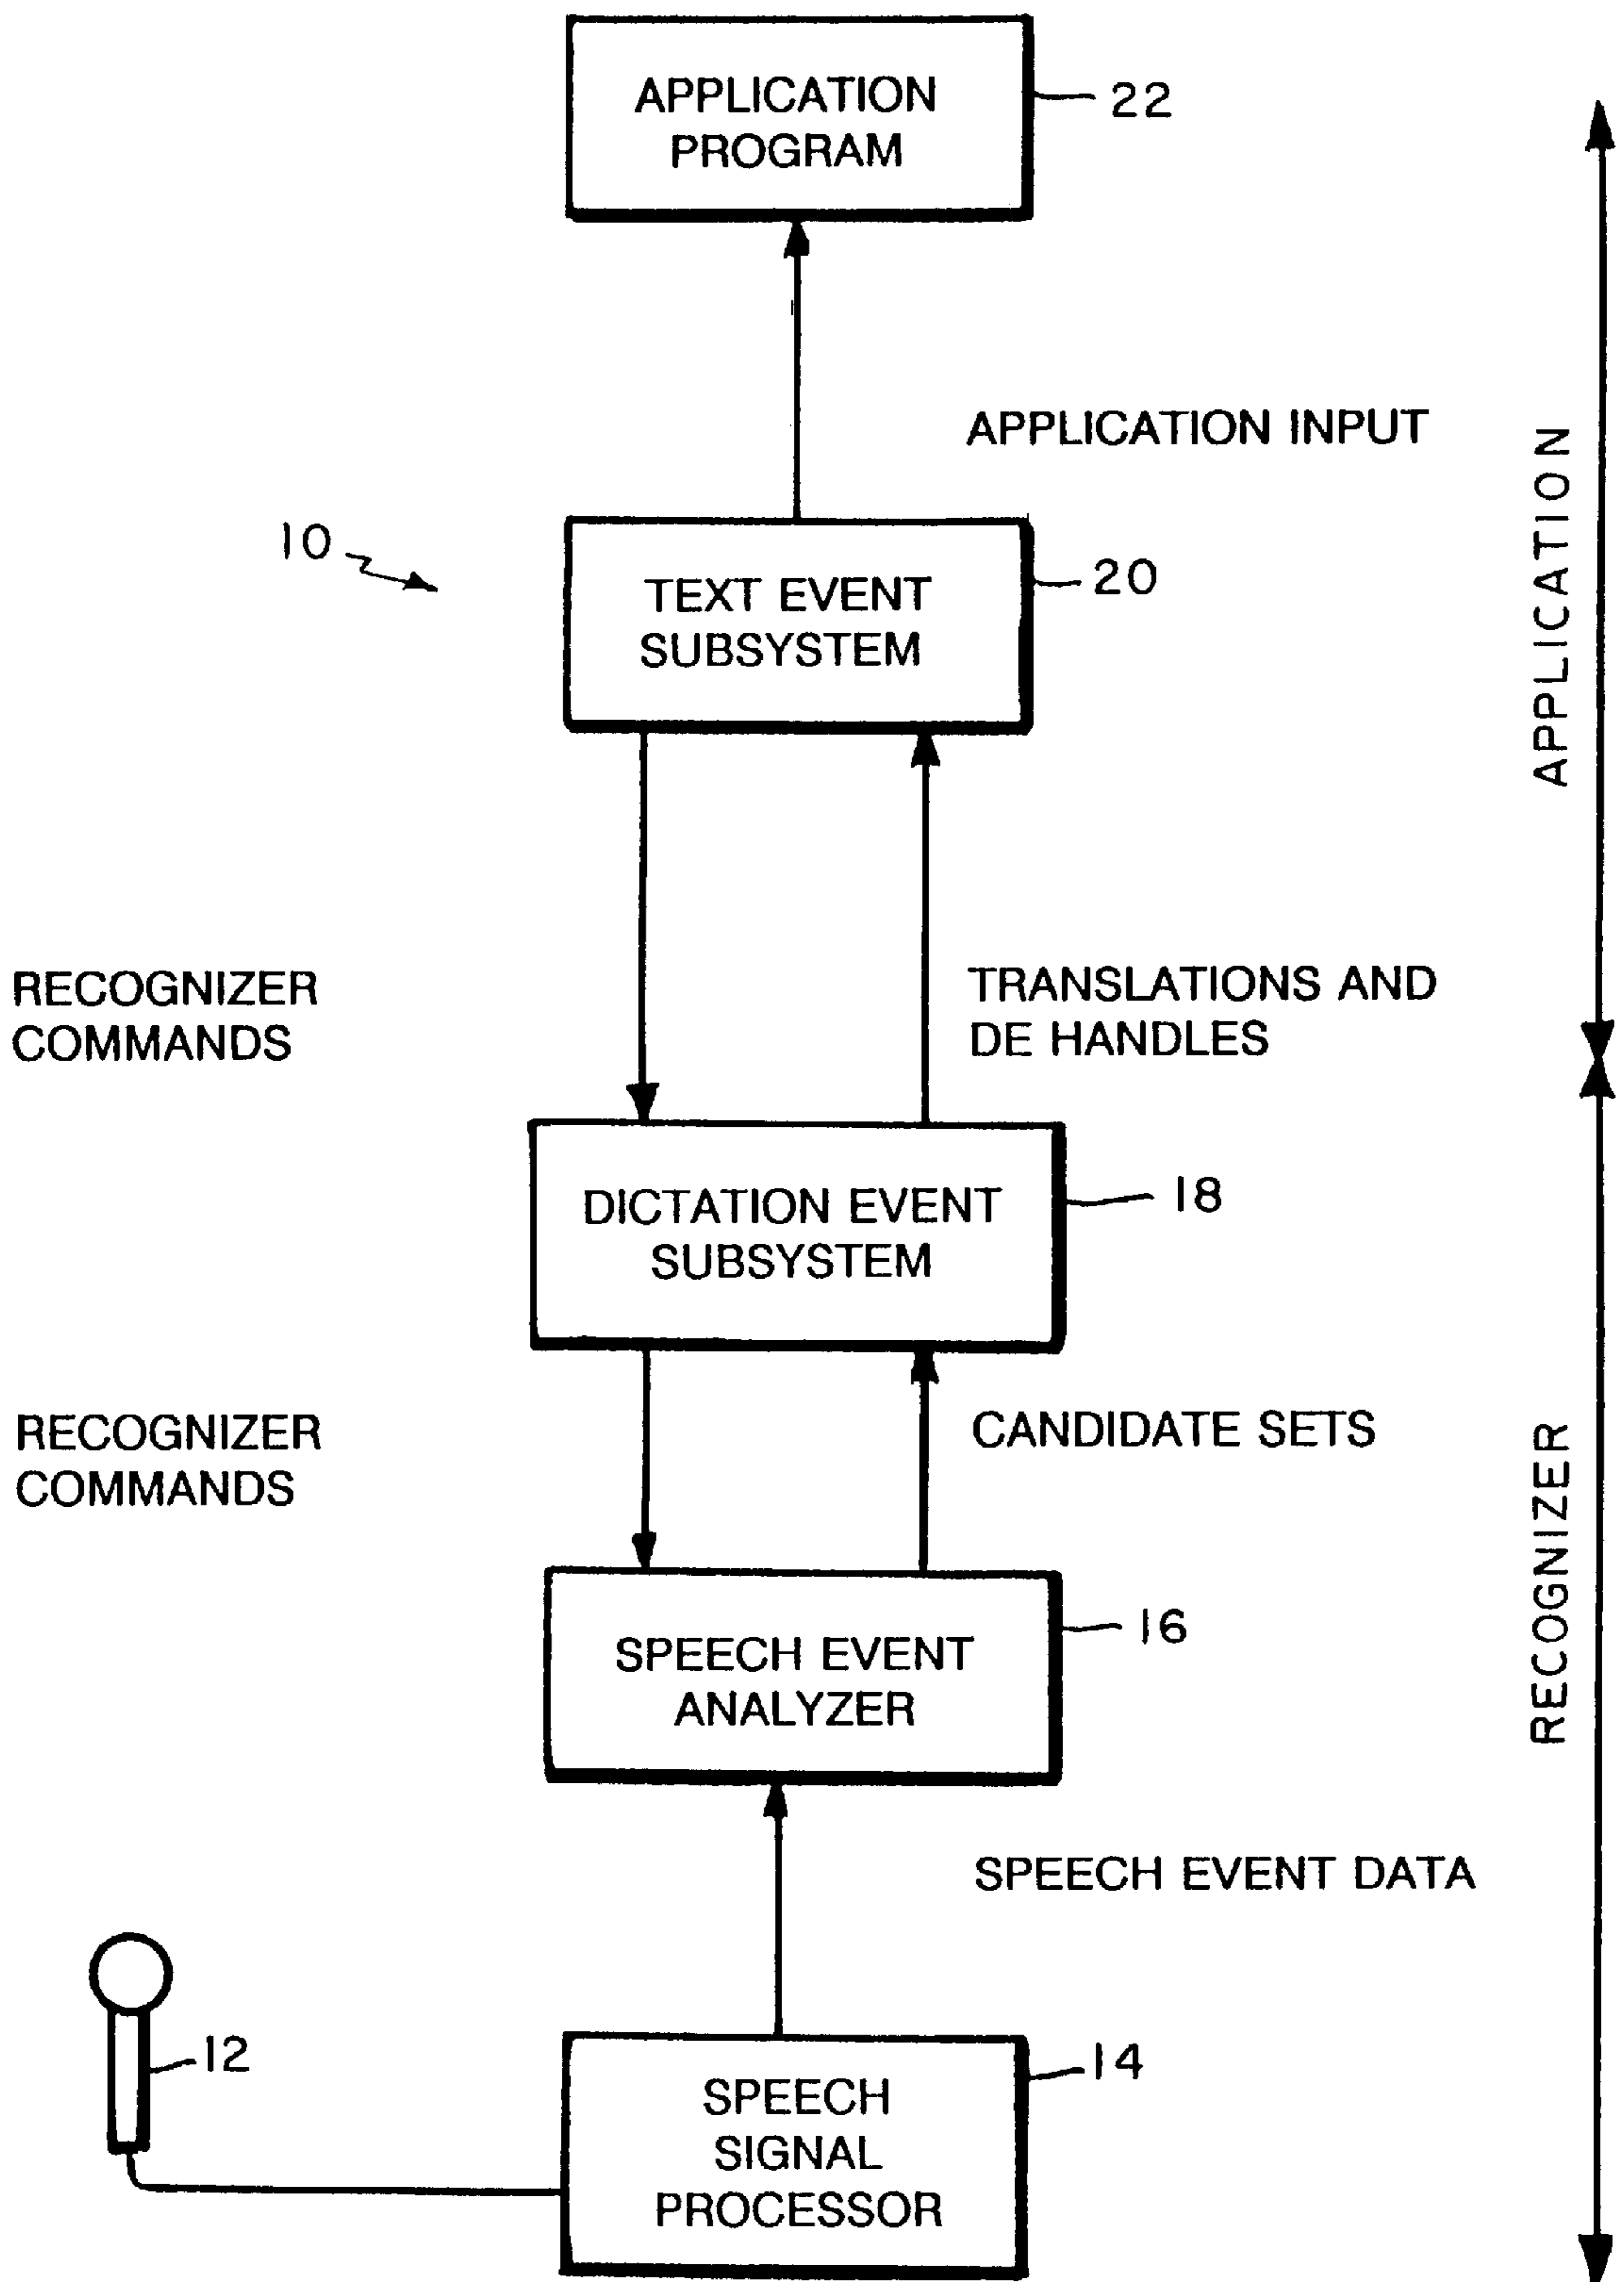 APPLICATION
PROGRAM
22
APPLICATION INPUT
10
TEXT EVENT
SUBSYSTEM
20
APPLICATION
RECOGNIZER
COMMANDS
TRANSLATIONS AND
DE HANDLES
DICTATION EVENT
SUBSYSTEM
18
RECOGNIZER
COMMANDS
CANDIDATE SETS
SPEECH EVENT
ANALYZER
16
RECOGNIZER
SPEECH EVENT DATA
12
SPEECH
SIGNAL
PROCESSOR
14